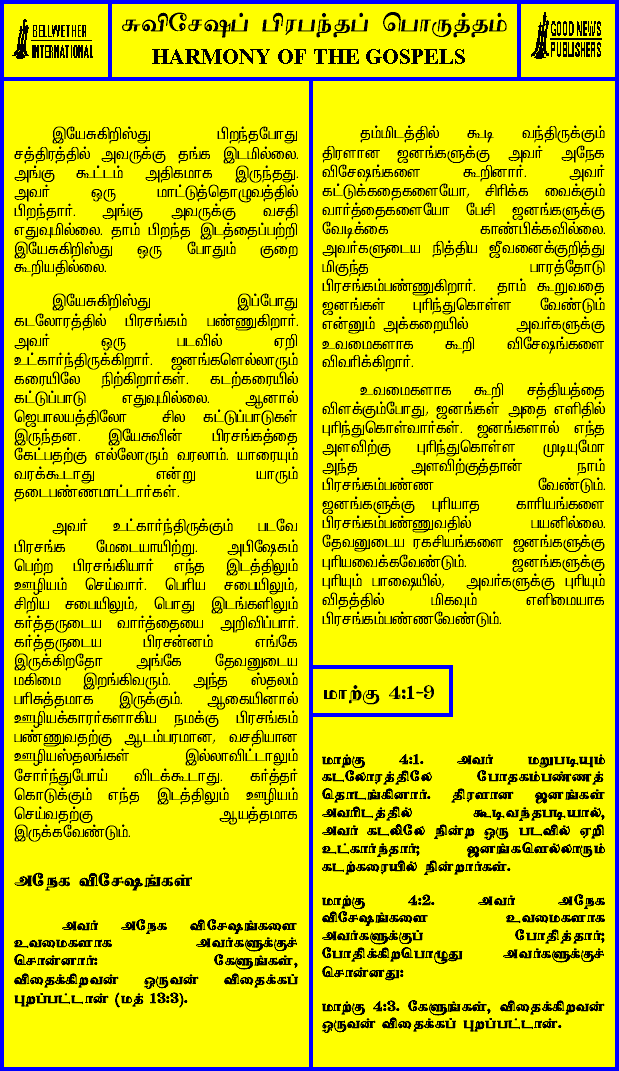 BELLWETHER
INTERNATIONAL
சுவிசேஷப் பிரபந்தப் பொருத்தம்
HARMONY OF THE GOSPELS
GOOD NEWS
PUBLISHERS
இயேசுகிறிஸ்து பிறந்தபோது
சத்திரத்தில் அவருக்கு தங்க இடமில்லை.
அங்கு கூட்டம் அதிகமாக இருந்தது.
அவர் ஒரு மாட்டுத்தொழுவத்தில்
பிறந்தார். அங்கு அவருக்கு வசதி
எதுவுமில்லை. தாம் பிறந்த இடத்தைப்பற்றி
இயேசுகிறிஸ்து ஒரு போதும் குறை
கூறியதில்லை.
இயேசுகிறிஸ்து இப்போது
கடலோரத்தில் பிரசங்கம் பண்ணுகிறார்.
அவர் ஒரு படவில் ஏறி
உட்கார்ந்திருக்கிறார். ஜனங்களெல்லாரும்
கரையிலே நிற்கிறார்கள். கடற்கரையில்
கட்டுப்பாடு எதுவுமில்லை. ஆனால்
ஜெபாலயத்திலோ சில கட்டுப்பாடுகள்
இருந்தன. இயேசுவின் பிரசங்கத்தை
கேட்பதற்கு எல்லோரும் வரலாம். யாரையும்
வரக்கூடாது என்று யாரும்
தடைபண்ணமாட்டார்கள்.
அவர் உட்கார்ந்திருக்கும் படவே
பிரசங்க மேடையாயிற்று. அபிஷேகம்
பெற்ற பிரசங்கியார் எந்த இடத்திலும்
ஊழியம் செய்வார். பெரிய சபையிலும்,
சிறிய சபையிலும், பொது இடங்களிலும்
கர்த்தருடைய வார்த்தையை அறிவிப்பார்.
கர்த்தருடைய பிரசன்னம் எங்கே
இருக்கிறதோ அங்கே தேவனுடைய
மகிமை இறங்கிவரும். அந்த ஸ்தலம்
பரிசுத்தமாக இருக்கும். ஆகையினால்
ஊழியக்காரர்களாகிய நமக்கு பிரசங்கம்
பண்ணுவதற்கு ஆடம்பரமான, வசதியான
ஊழியஸ்தலங்கள் இல்லாவிட்டாலும்
சோர்ந்துபோய் விடக்கூடாது. கர்த்தர்
கொடுக்கும் எந்த இடத்திலும் ஊழியம்
செய்வதற்கு ஆயத்தமாக
இருக்கவேண்டும்.
அநேக விசேஷங்கள்
அவர் அநேக விசேஷங்களை
உவமைகளாக அவர்களுக்குச்
சொன்னார்: கேளுங்கள்,
விதைக்கிறவன் ஒருவன் விதைக்கப்
புறப்பட்டான் (மத் 13:3).
தம்மிடத்தில் கூடி வந்திருக்கும்
திரளான ஜனங்களுக்கு அவர் அநேக
விசேஷங்களை கூறினார். அவர்
கட்டுக்கதைகளையோ, சிரிக்க வைக்கும்
வார்த்தைகளையோ பேசி ஜனங்களுக்கு
வேடிக்கை காண்பிக்கவில்லை.
அவர்களுடைய நித்திய ஜீவனைக்குறித்து
மிகுந்த பாரத்தோடு
பிரசங்கம்பண்ணுகிறார். தாம் கூறுவதை
ஜனங்கள் புரிந்துகொள்ள வேண்டும்
என்னும் அக்கறையில் அவர்களுக்கு
உவமைகளாக கூறி விசேஷங்களை
விவரிக்கிறார்.
உவமைகளாக கூறி சத்தியத்தை
விளக்கும்போது, ஜனங்கள் அதை எளிதில்
புரிந்துகொள்வார்கள். ஜனங்களால் எந்த
அளவிற்கு புரிந்துகொள்ள முடியுமோ
அந்த அளவிற்குத்தான் நாம்
பிரசங்கம்பண்ண வேண்டும்.
ஜனங்களுக்கு புரியாத காரியங்களை
பிரசங்கம்பண்ணுவதில் பயனில்லை.
தேவனுடைய ரகசியங்களை ஜனங்களுக்கு
புரியவைக்கவேண்டும். ஜனங்களுக்கு
புரியும் பாஷையில், அவர்களுக்கு புரியும்
விதத்தில் மிகவும் எளிமையாக
பிரசங்கம்பண்ணவேண்டும்.
மாற்கு 4:1-9
மாற்கு 4:1. அவர் மறுபடியும்
கடலோரத்திலே போதகம்பண்ணத்
தொடங்கினார். திரளான ஜனங்கள்
அவரிடத்தில் கூடிவந்தபடியால்,
அவர் கடலிலே நின்ற ஒரு படவில் ஏறி
உட்கார்ந்தார்; ஜனங்களெல்லாரும்
கடற்கரையில் நின்றார்கள்.
மாற்கு 4:2. அவர் அநேக
விசேஷங்களை உவமைகளாக
அவர்களுக்குப் போதித்தார்;
போதிக்கிறபொழுது அவர்களுக்குச்
சொன்னது:
மாற்கு 4:3. கேளுங்கள், விதைக்கிறவன்
ஒருவன் விதைக்கப் புறப்பட்டான்.